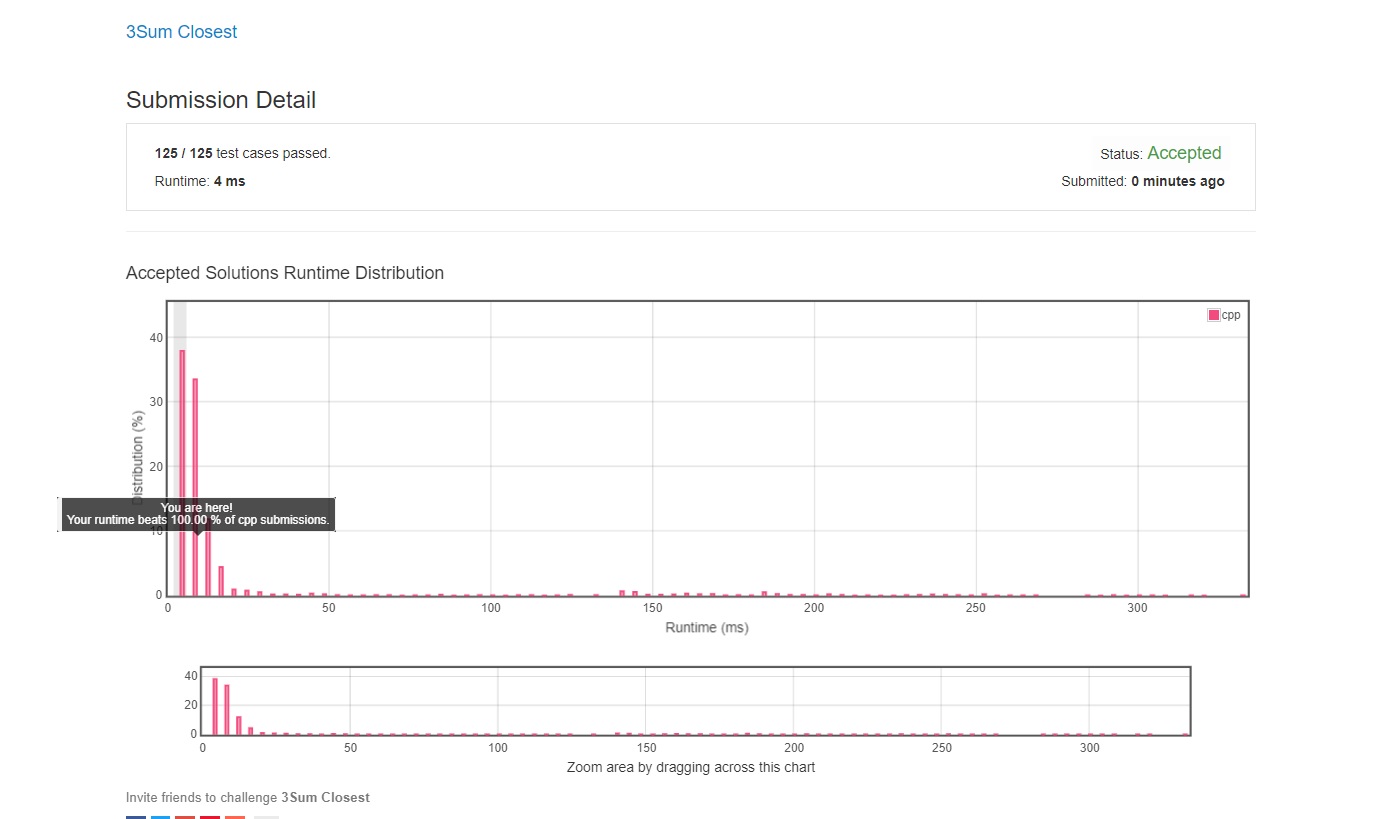 3Sum Closest
Submission Detail
125 / 125 test cases passed.
Status: Accepted
Runtime: 4 ms
Submitted: 0 minutes ago
Accepted Solutions Runtime Distribution
cpp
40
30
20
10
0
Distribution (%)
You are here!
Your runtime beats 100.00 % of cpp submissions.
0 50 100 150 200 250 300
Runtime (ms)
40
20
0
0 50 100 150 200 250 300
Zoom area by dragging across this chart
Invite friends to challenge 3Sum Closest